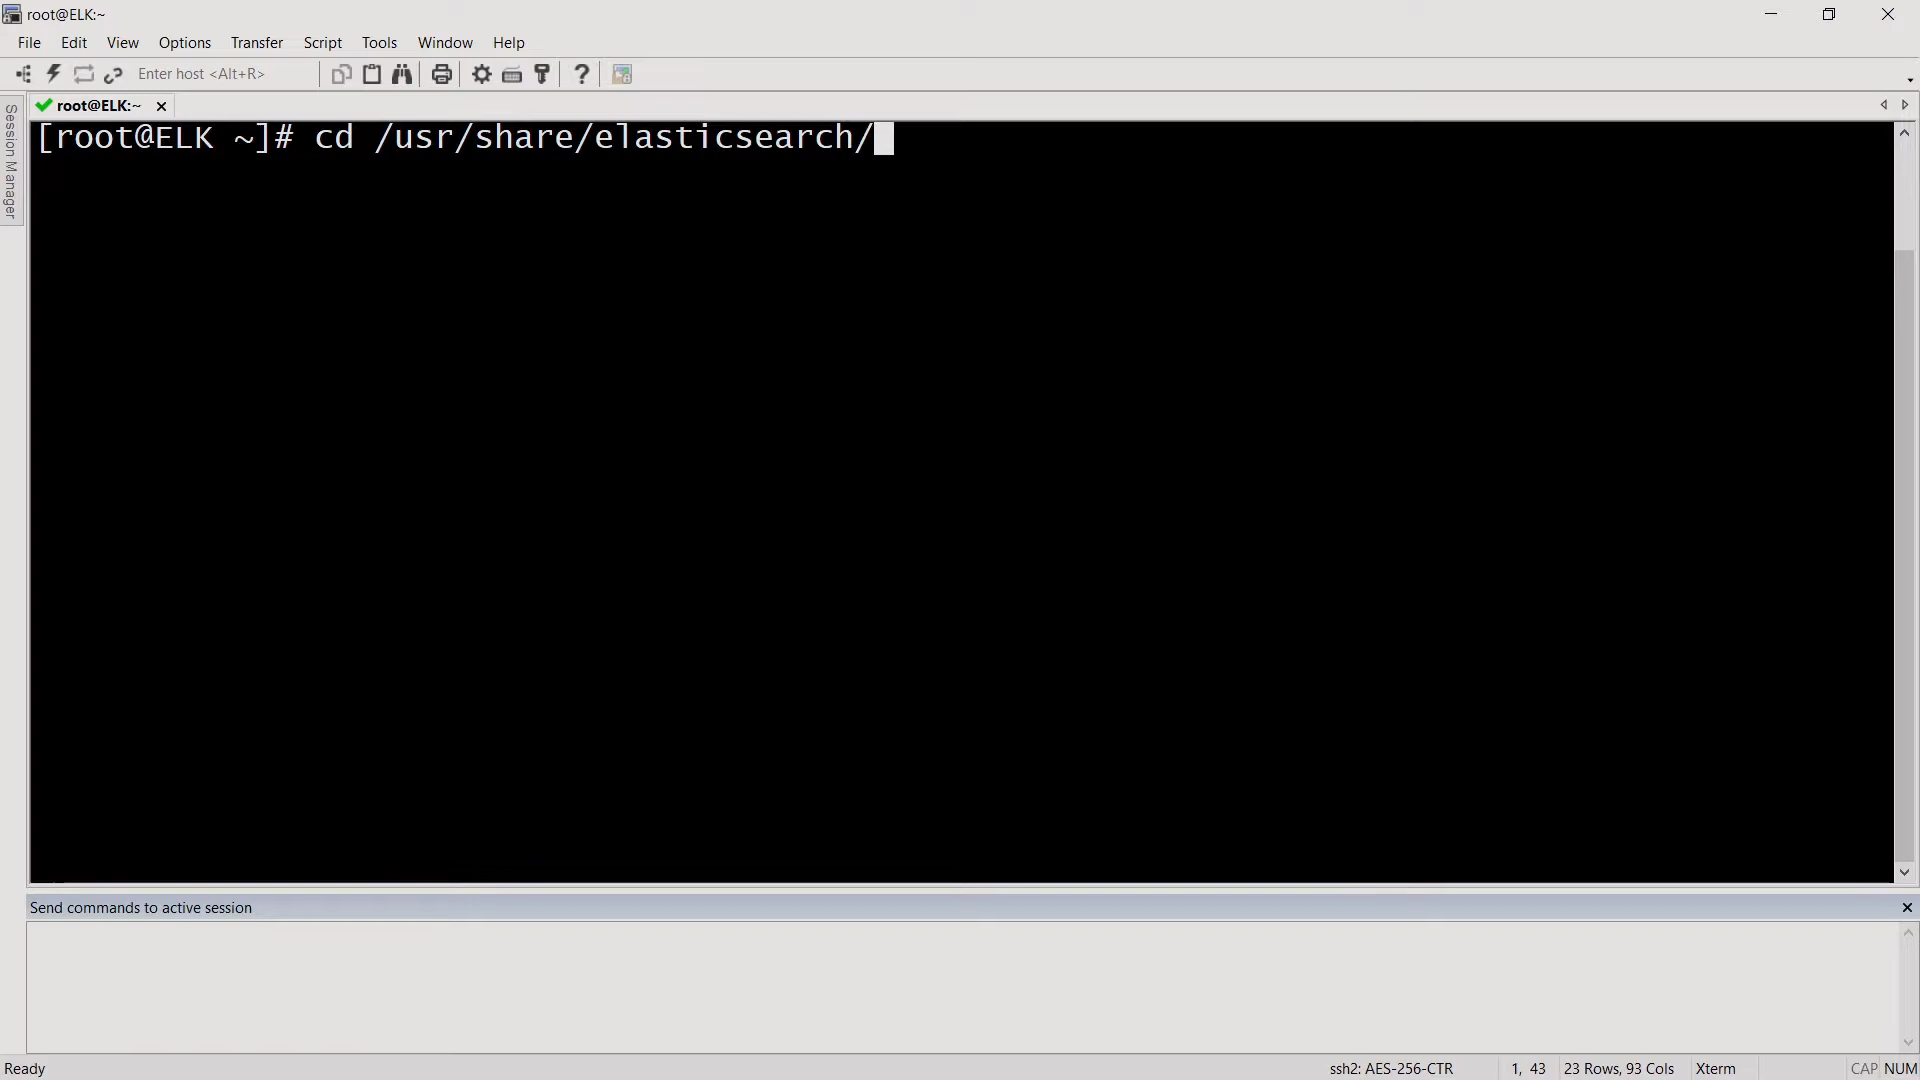 root@ELK:~
File Edit View Options Transfer Script Tools Window Help
Enter host <Alt+R>
Session Manager
root@ELK:~
[root@ELK ~]# cd /usr/share/elasticsearch/
Send commands to active session
Ready ssh2: AES-256-CTR 1, 43 23 Rows, 93 Cols Xterm CAP NUM